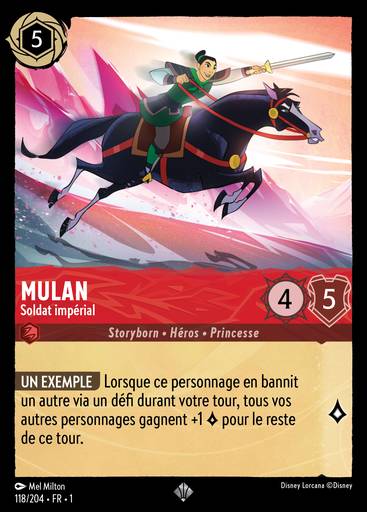 5
MULAN
Soldat impérial
4
5
Storyborn • Héros • Princesse
UN EXEMPLE Lorsque ce personnage en bannit
un autre via un défi durant votre tour, tous vos
autres personnages gagnent +1 pour le reste
de ce tour.
Mel Milton
118/204 • FR • 1
Disney Lorcana ©Disney